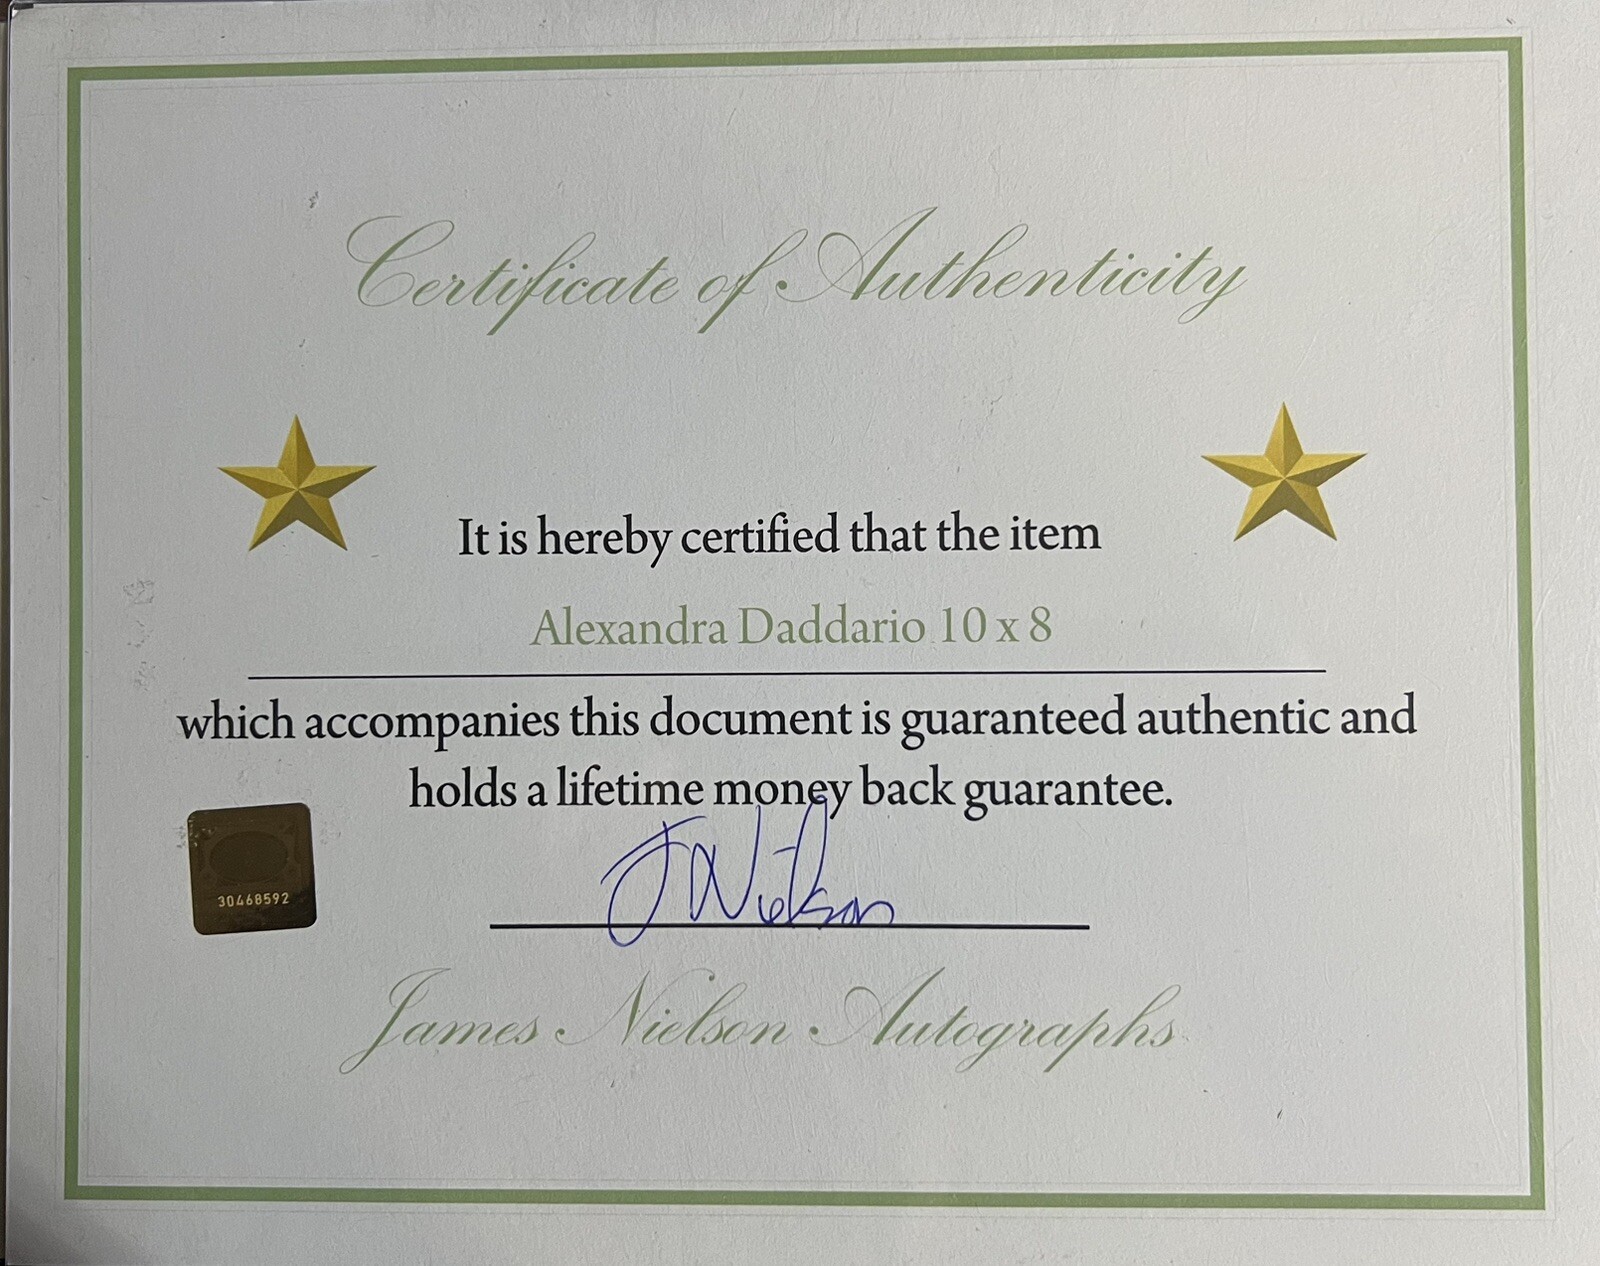 Certificate of Authenticity
It is hereby certified that the item
Alexandra Daddario 10 x 8
which accompanies this document is guaranteed authentic and
holds a lifetime money back guarantee.
30468592
J Nielson
James Nielson Autographs